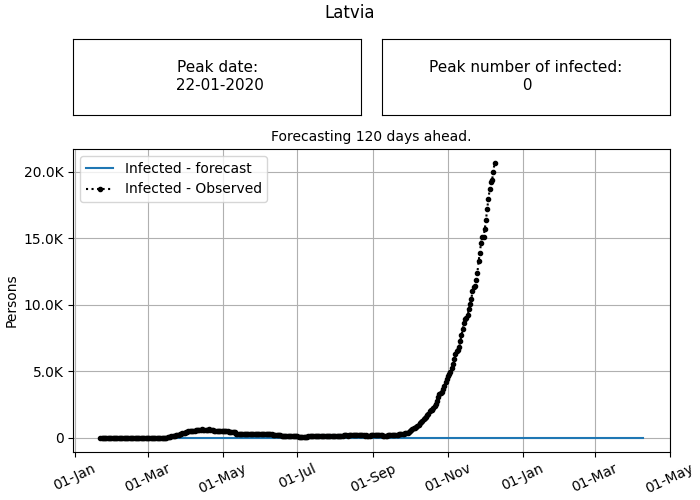 Latvia
Peak date:
22-01-2020
Peak number of infected:
0
Forecasting 120 days ahead.
Infected - forecast
Infected - Observed
20.0K
15.0K
10.0K
5.0K
0
Persons
01-Jan
01-Mar
01-May
01-Jul
01-Sep
01-Nov
01-Jan
01-Mar
01-May